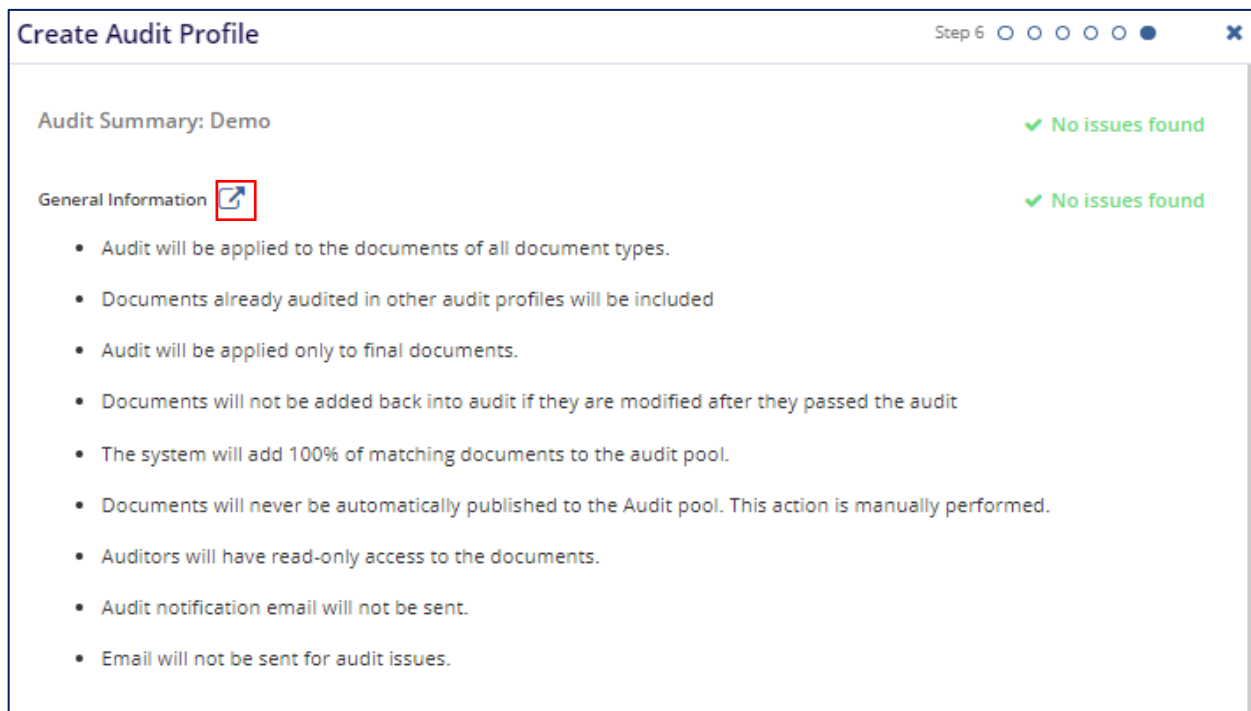 Create Audit Profile
Step 6
Audit Summary: Demo
No issues found
General Information
No issues found
Audit will be applied to the documents of all document types.
Documents already audited in other audit profiles will be included
Audit will be applied only to final documents.
Documents will not be added back into audit if they are modified after they passed the audit
The system will add 100% of matching documents to the audit pool.
Documents will never be automatically published to the Audit pool. This action is manually performed.
Auditors will have read-only access to the documents.
Audit notification email will not be sent.
Email will not be sent for audit issues.